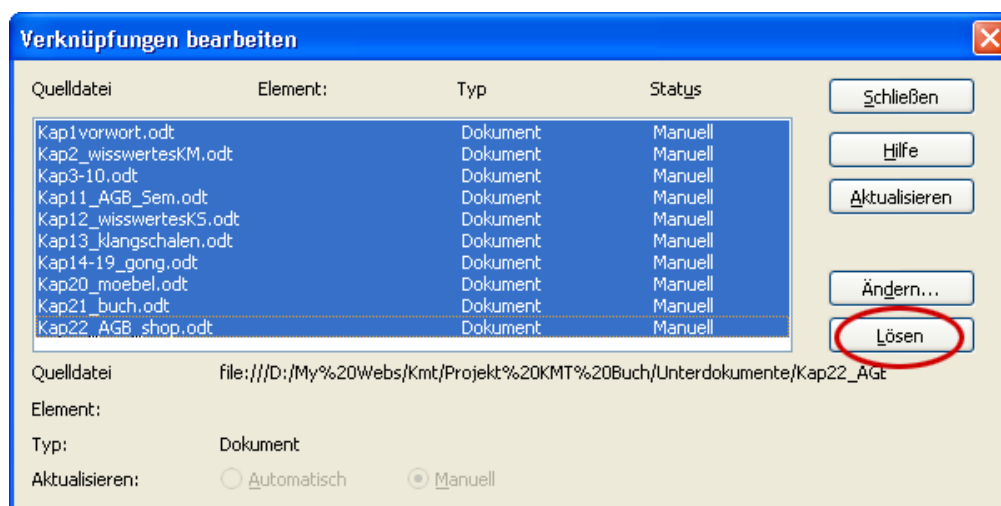 Verknüpfungen bearbeiten
Quelldatei Element: Typ Status
Schließen
Kap1vorwort.odt Dokument Manuell
Kap2_wisswertesKM.odt Dokument Manuell
Hilfe
Kap3-10.odt Dokument Manuell
Kap11_AGB_Sem.odt Dokument Manuell
Aktualisieren
Kap12_wisswertesKS.odt Dokument Manuell
Kap13_klangschalen.odt Dokument Manuell
Kap14-19_gong.odt Dokument Manuell
Kap20_moebel.odt Dokument Manuell
Ändern...
Kap21_buch.odt Dokument Manuell
Kap22_AGB_shop.odt Dokument Manuell
Lösen
Quelldatei file:///D:/My%20Webs/Kmt/Projekt%20KMT%20Buch/Unterdokumente/Kap22_AGB
Element:
Typ: Dokument
Aktualisieren: Automatisch Manuell